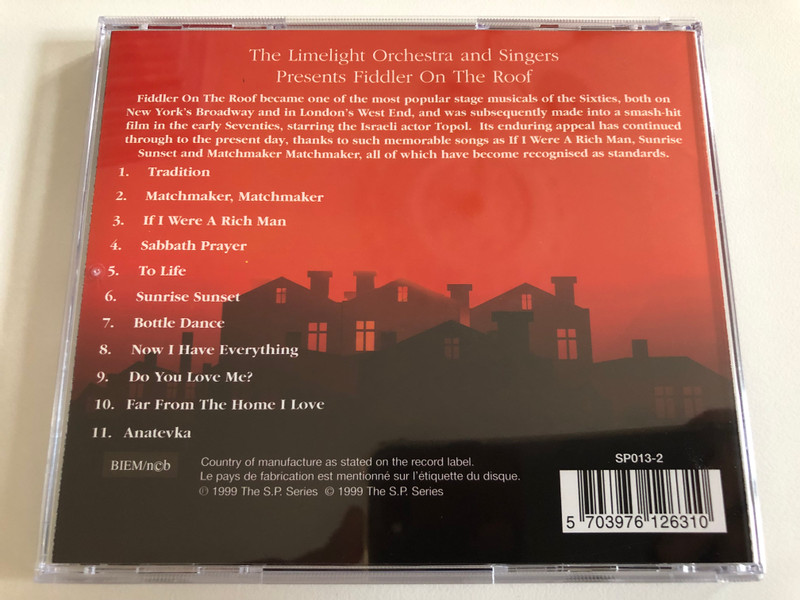 The Limelight Orchestra and Singers
Presents Fiddler On The Roof
Fiddler On The Roof became one of the most popular stage musicals of the Sixties, both on
New York's Broadway and in London's West End, and was subsequently made into a smash-hit
film in the early Seventies, starring the Israeli actor Topol. Its enduring appeal has continued
through to the present day, thanks to such memorable songs as If I Were A Rich Man, Sunrise
Sunset and Matchmaker Matchmaker, all of which have become recognised as standards.
1. Tradition
2. Matchmaker, Matchmaker
3. If I Were A Rich Man
4. Sabbath Prayer
5. To Life
6. Sunrise Sunset
7. Bottle Dance
8. Now I Have Everything
9. Do You Love Me?
10. Far From The Home I Love
11. Anatevka
BIEM/n©b
Country of manufacture as stated on the record label.
Le pays de fabrication est mentionné sur l'étiquette du disque.
℗ 1999 The S.P. Series © 1999 The S.P. Series
SP013-2
5 703976 126310